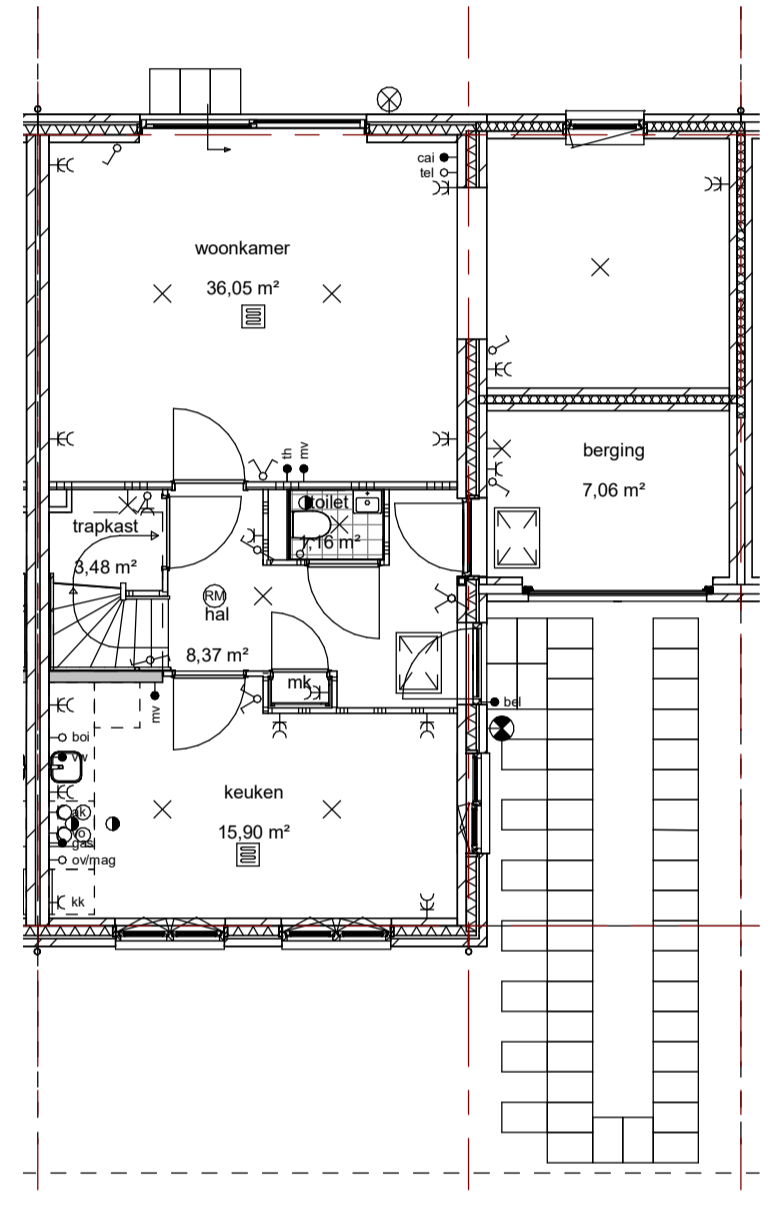 cai
tel
woonkamer
36,05 m²
th
mv
berging
7,06 m²
toilet
1,16 m²
trapkast
3,48 m²
RM
hal
8,37 m²
mk
mv
bel
boi
vw
keuken
15,90 m²
ak
gas
ov/mag
kk